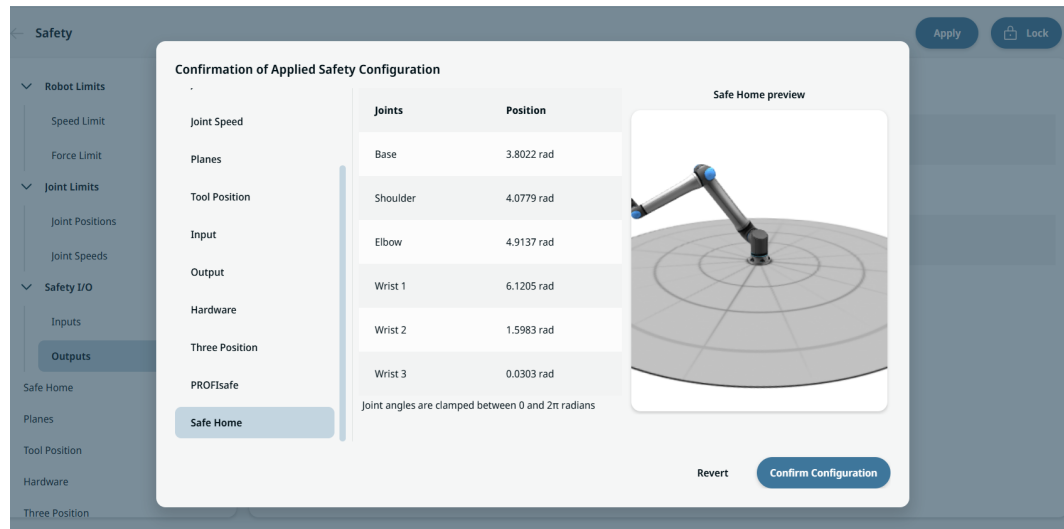 Safety
Apply
Lock
Robot Limits
Speed Limit
Force Limit
Joint Limits
Joint Positions
Joint Speeds
Safety I/O
Inputs
Outputs
Safe Home
Planes
Tool Position
Hardware
Three Position
Confirmation of Applied Safety Configuration
Joint Speed
Planes
Tool Position
Input
Output
Hardware
Three Position
PROFIsafe
Safe Home
Joints Position
Base 3.8022 rad
Shoulder 4.0779 rad
Elbow 4.9137 rad
Wrist 1 6.1205 rad
Wrist 2 1.5983 rad
Wrist 3 0.0303 rad
Joint angles are clamped between 0 and 2π radians
Safe Home preview
Revert
Confirm Configuration